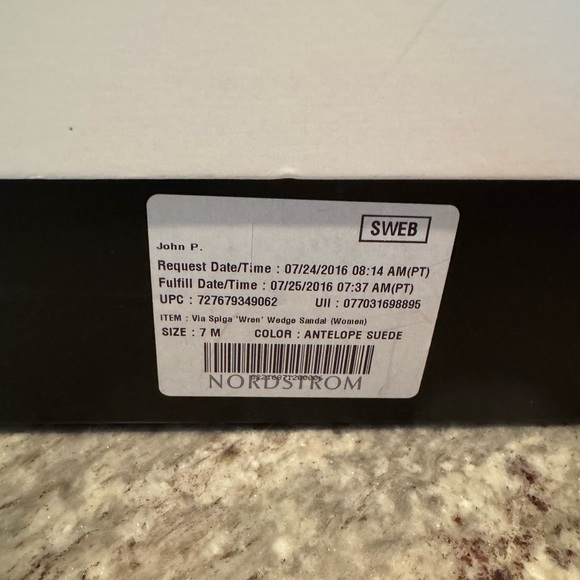 SWEB
John P.
Request Date/Time : 07/24/2016 08:14 AM(PT)
Fulfill Date/Time : 07/25/2016 07:37 AM(PT)
UPC : 727679349062 UII : 077031698895
ITEM : Via Spiga 'Wren' Wedge Sandal (Women)
SIZE : 7 M COLOR : ANTELOPE SUEDE
NORDSTROM